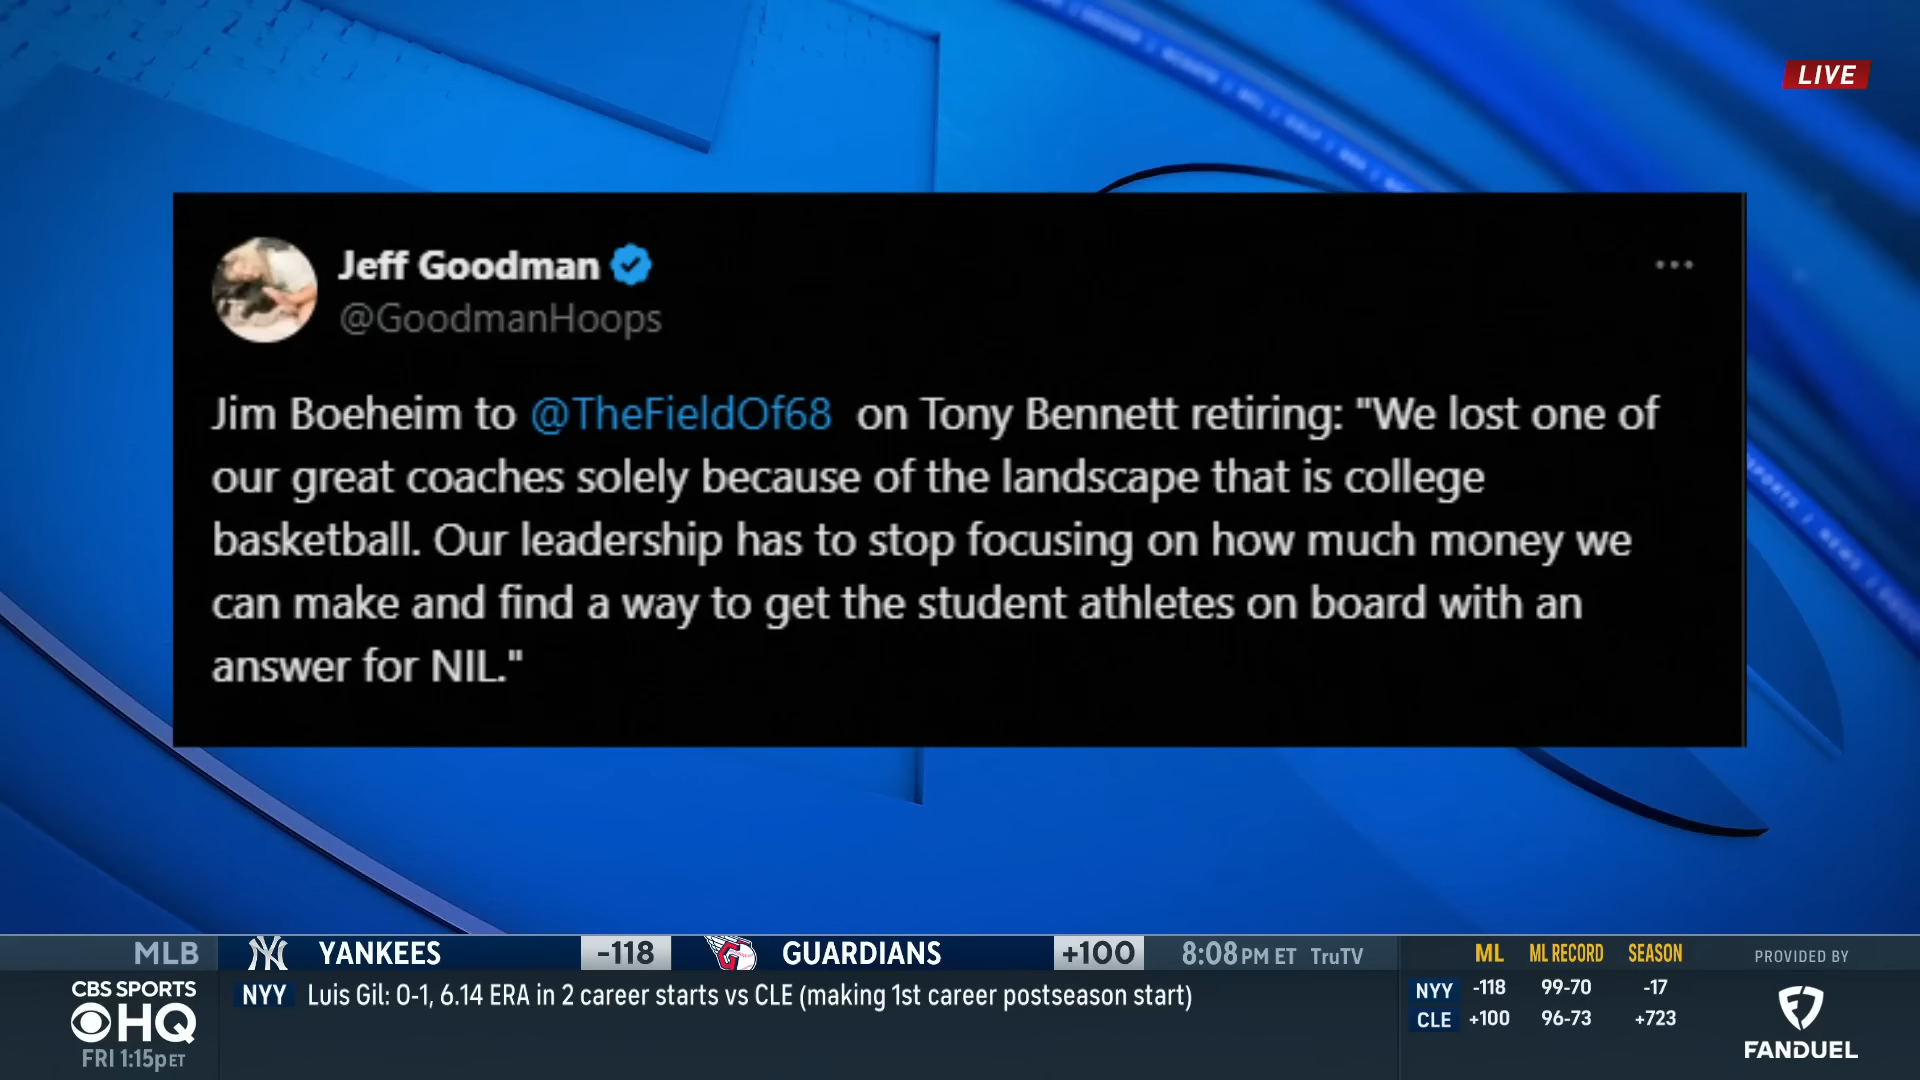 LIVE
Jeff Goodman
@GoodmanHoops
Jim Boeheim to @TheFieldOf68 on Tony Bennett retiring: "We lost one of
our great coaches solely because of the landscape that is college
basketball. Our leadership has to stop focusing on how much money we
can make and find a way to get the student athletes on board with an
answer for NIL."
MLB YANKEES -118 GUARDIANS +100 8:08PM ET TruTV
NYY Luis Gil: 0-1, 6.14 ERA in 2 career starts vs CLE (making 1st career postseason start)
CBS SPORTS
HQ
FRI 1:15pET
ML ML RECORD SEASON
NYY -118 99-70 -17
CLE +100 96-73 +723
PROVIDED BY
FANDUEL